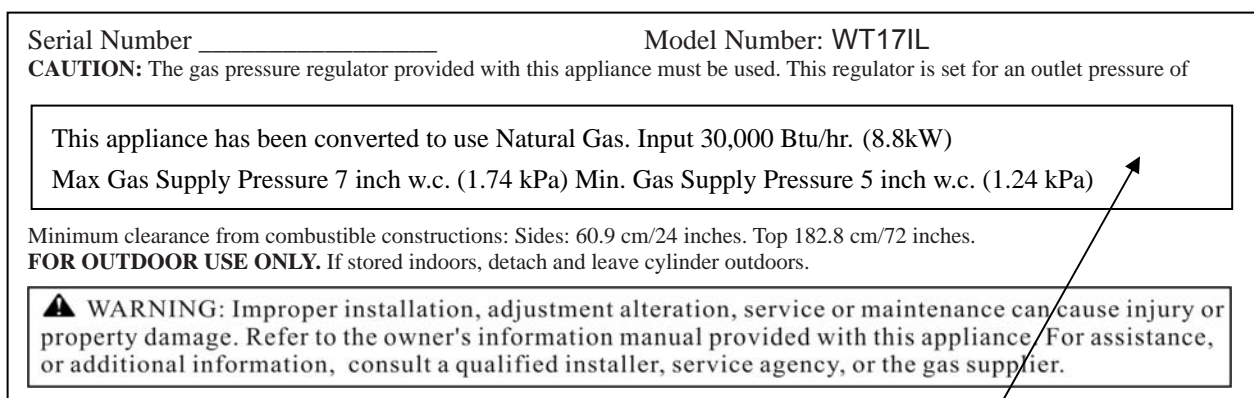 Serial Number _________________ Model Number: WT17IL
CAUTION: The gas pressure regulator provided with this appliance must be used. This regulator is set for an outlet pressure of
This appliance has been converted to use Natural Gas. Input 30,000 Btu/hr. (8.8kW)
Max Gas Supply Pressure 7 inch w.c. (1.74 kPa) Min. Gas Supply Pressure 5 inch w.c. (1.24 kPa)
Minimum clearance from combustible constructions: Sides: 60.9 cm/24 inches. Top 182.8 cm/72 inches.
FOR OUTDOOR USE ONLY. If stored indoors, detach and leave cylinder outdoors.
⚠ WARNING: Improper installation, adjustment alteration, service or maintenance can cause injury or
property damage. Refer to the owner's information manual provided with this appliance. For assistance,
or additional information, consult a qualified installer, service agency, or the gas supplier.